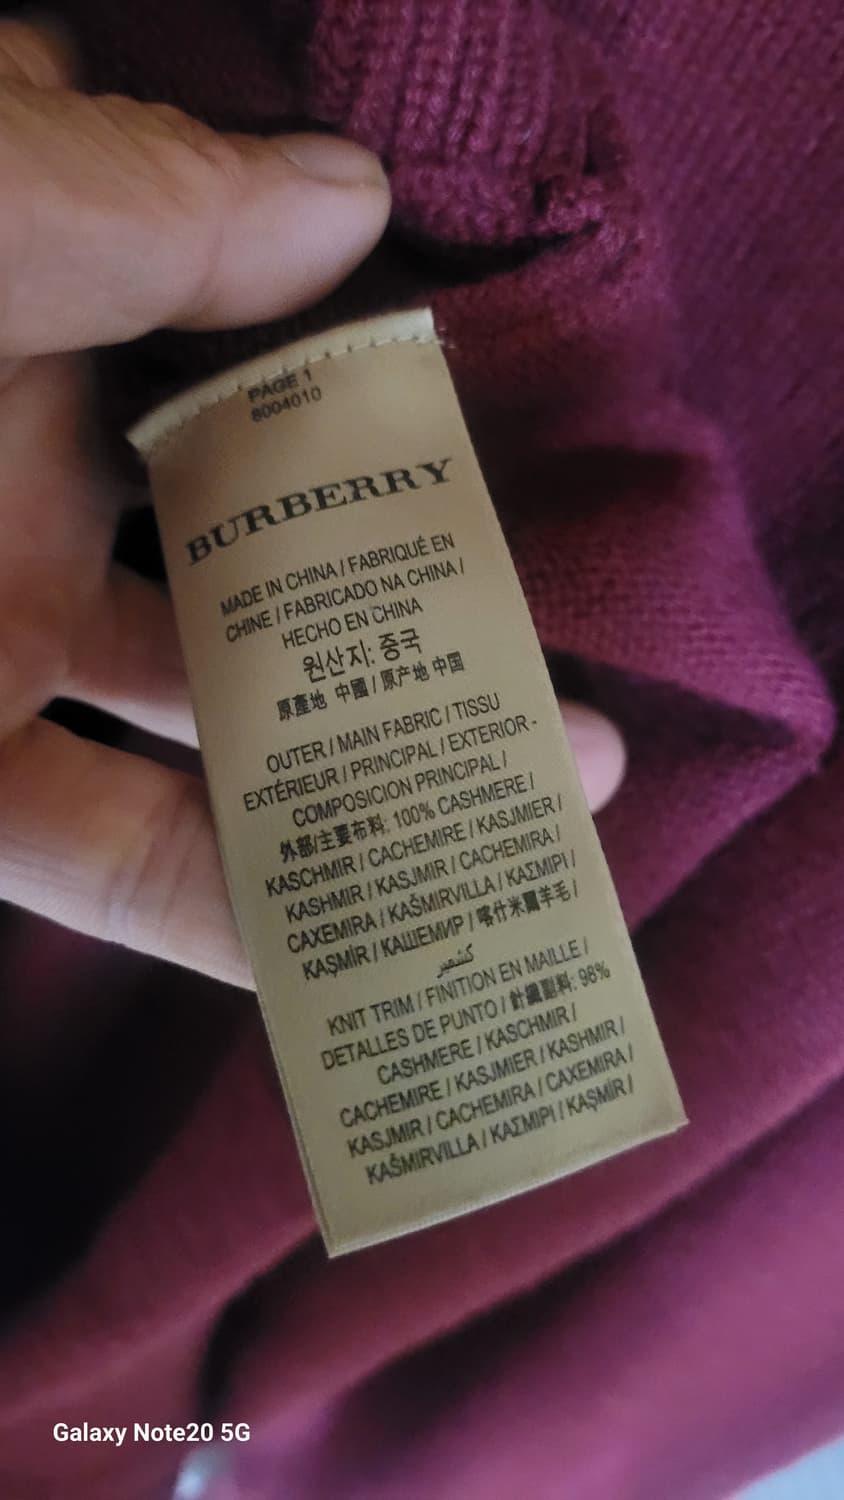 PAGE 1
8004010
BURBERRY
MADE IN CHINA / FABRIQUÉ EN
CHINE / FABRICADO NA CHINA /
HECHO EN CHINA
원산지: 중국
原產地 中國 / 原产地 中国
OUTER / MAIN FABRIC / TISSU
EXTÉRIEUR / PRINCIPAL / EXTERIOR -
COMPOSICION PRINCIPAL /
外部/主要布料: 100% CASHMERE /
KASCHMIR / CACHEMIRE / KASJMIER /
KASHMIR / KASJMIR / CACHEMIRA /
CAXEMIRA / KAŠMIRVILLA / ΚΑΣΜΙΡΙ /
KAŞMİR / КАШЕМИР / 喀什米爾羊毛 /
كشمير
KNIT TRIM / FINITION EN MAILLE /
DETALLES DE PUNTO / 針織副料: 98%
CASHMERE / KASCHMIR /
CACHEMIRE / KASJMIER / KASHMIR /
KASJMIR / CACHEMIRA / CAXEMIRA /
KAŠMIRVILLA / ΚΑΣΜΙΡΙ / KAŞMİR /
Galaxy Note20 5G